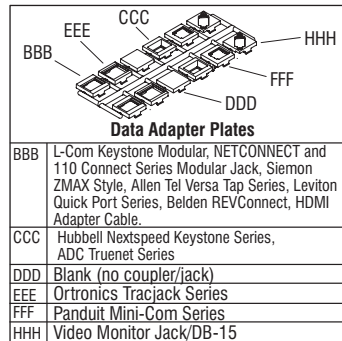 CCC
EEE
HHH
BBB
FFF
DDD
Data Adapter Plates
BBB L-Com Keystone Modular, NETCONNECT and
110 Connect Series Modular Jack, Siemon
ZMAX Style, Allen Tel Versa Tap Series, Leviton
Quick Port Series, Belden REVConnect, HDMI
Adapter Cable.
CCC Hubbell Nextspeed Keystone Series,
ADC Truenet Series
DDD Blank (no coupler/jack)
EEE Ortronics Tracjack Series
FFF Panduit Mini-Com Series
HHH Video Monitor Jack/DB-15